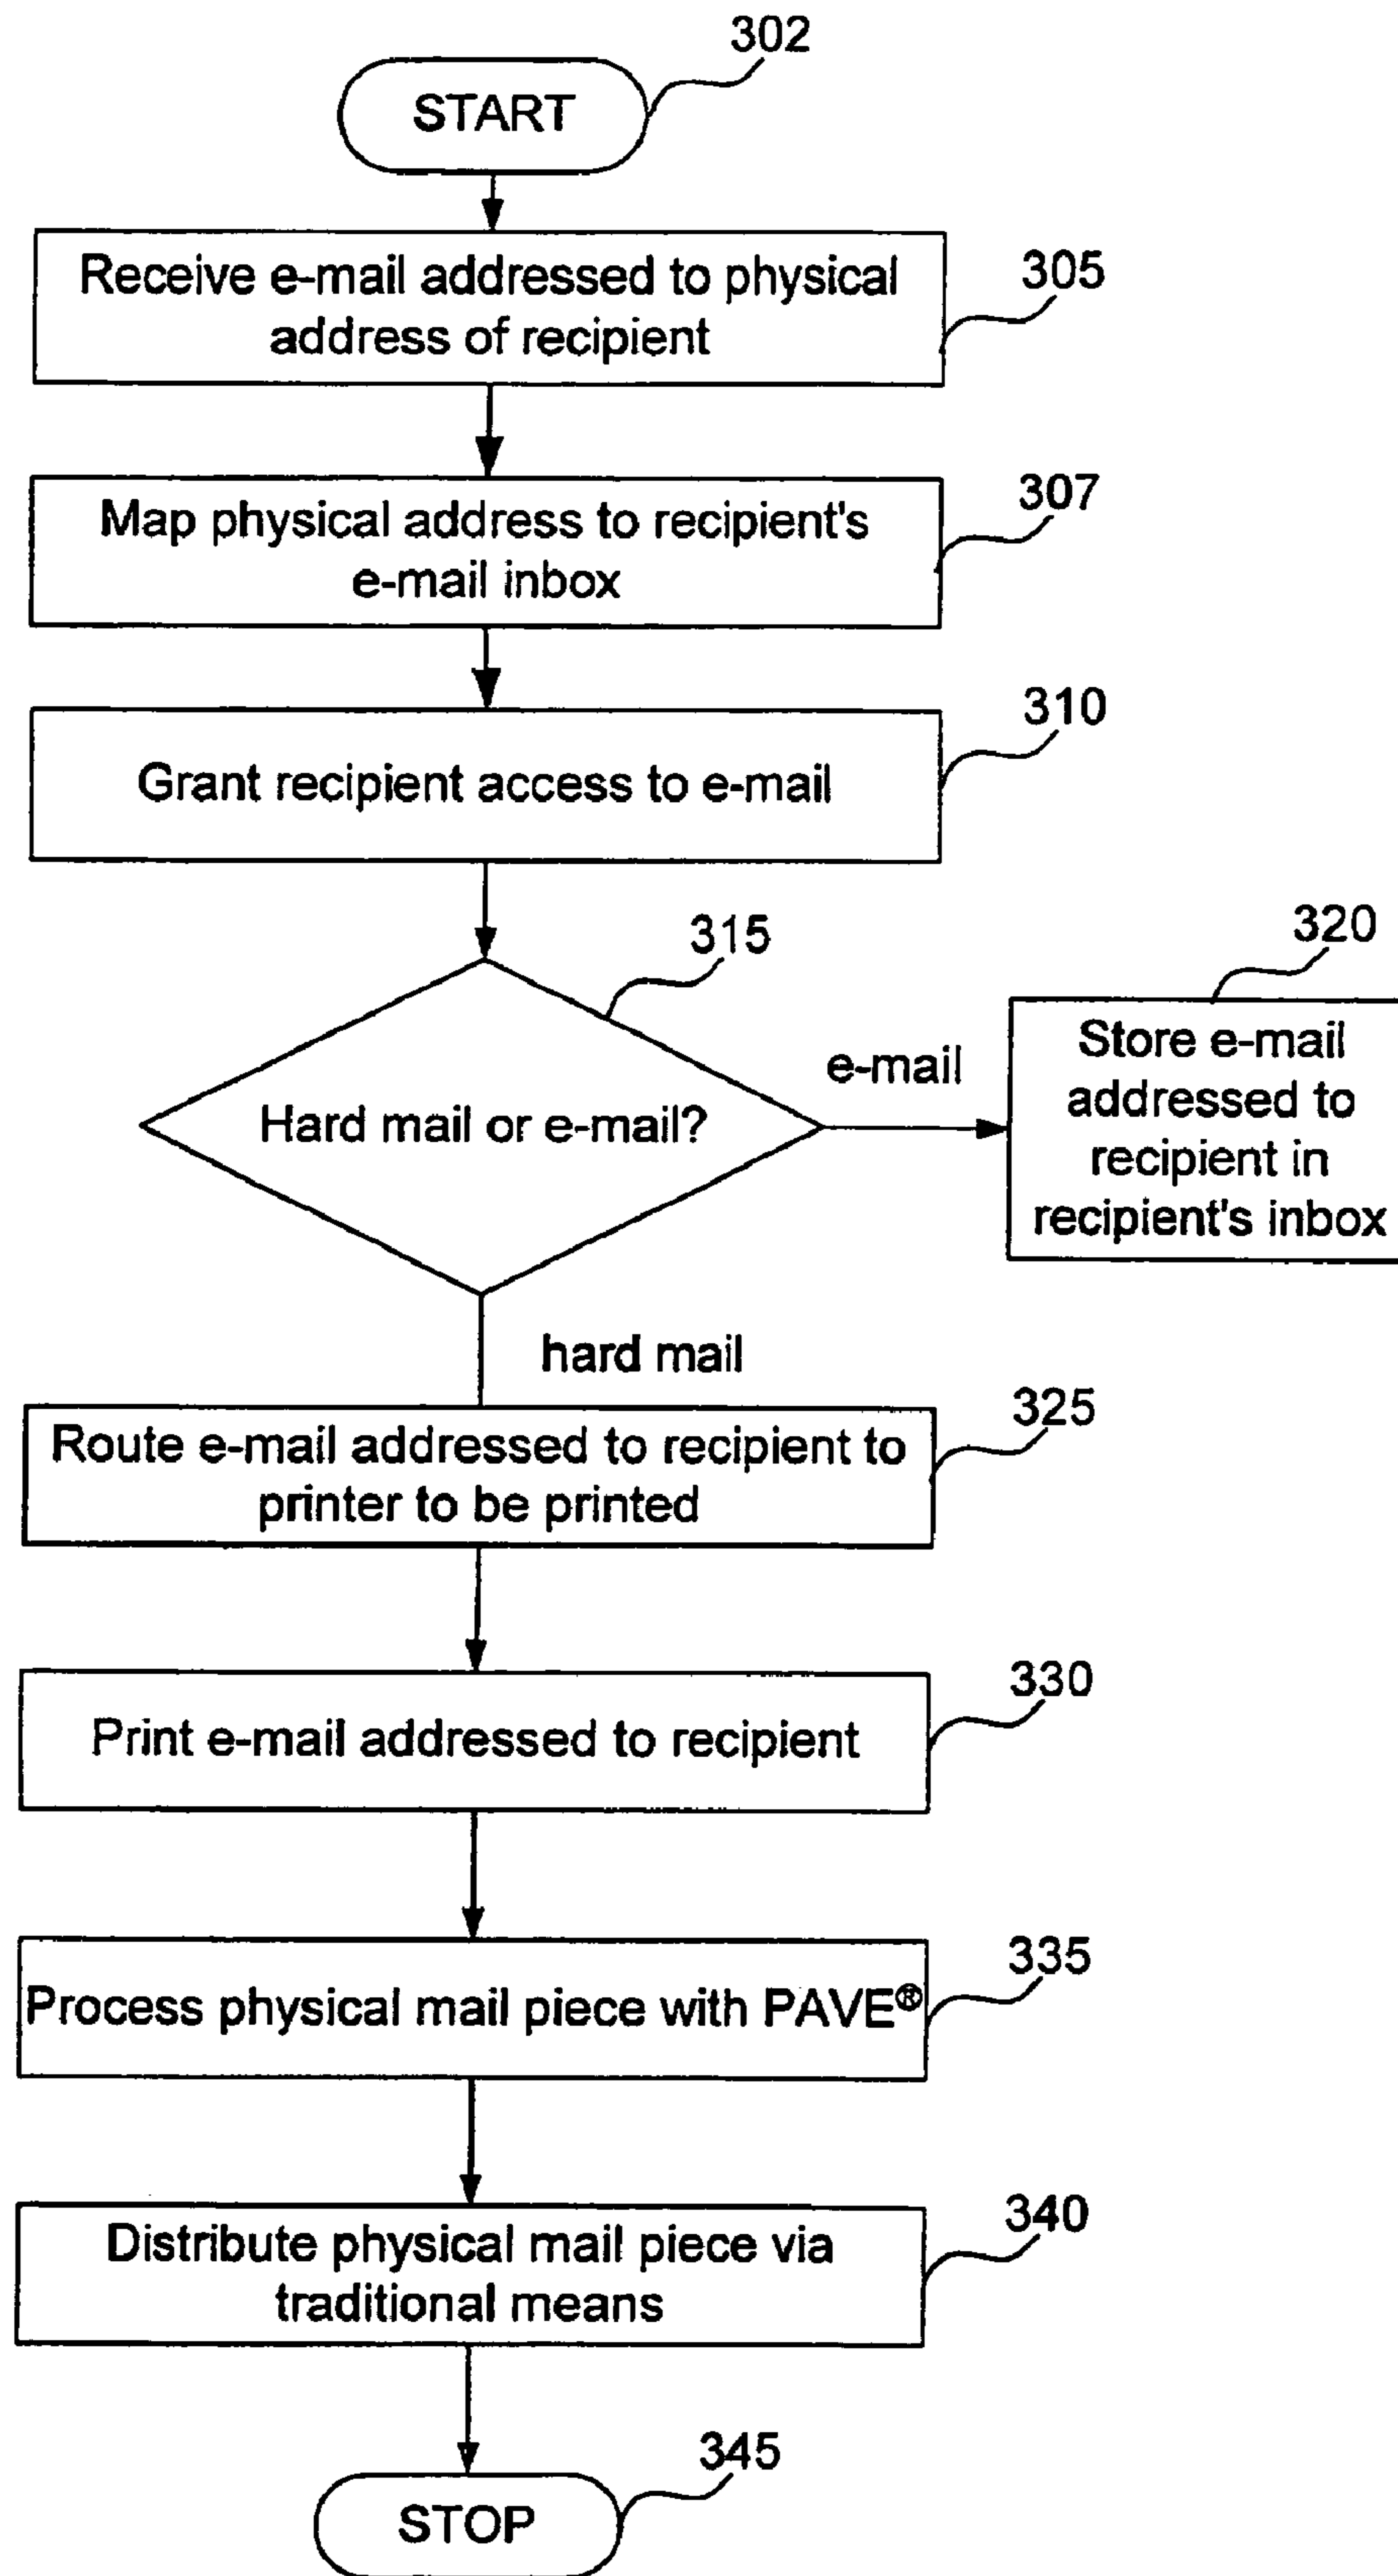 302
START
Receive e-mail addressed to physical
address of recipient
305
Map physical address to recipient's
e-mail inbox
307
Grant recipient access to e-mail
310
315
Hard mail or e-mail?
e-mail
320
Store e-mail
addressed to
recipient in
recipient's inbox
hard mail
Route e-mail addressed to recipient to
printer to be printed
325
Print e-mail addressed to recipient
330
Process physical mail piece with PAVE®
335
Distribute physical mail piece via
traditional means
340
STOP
345